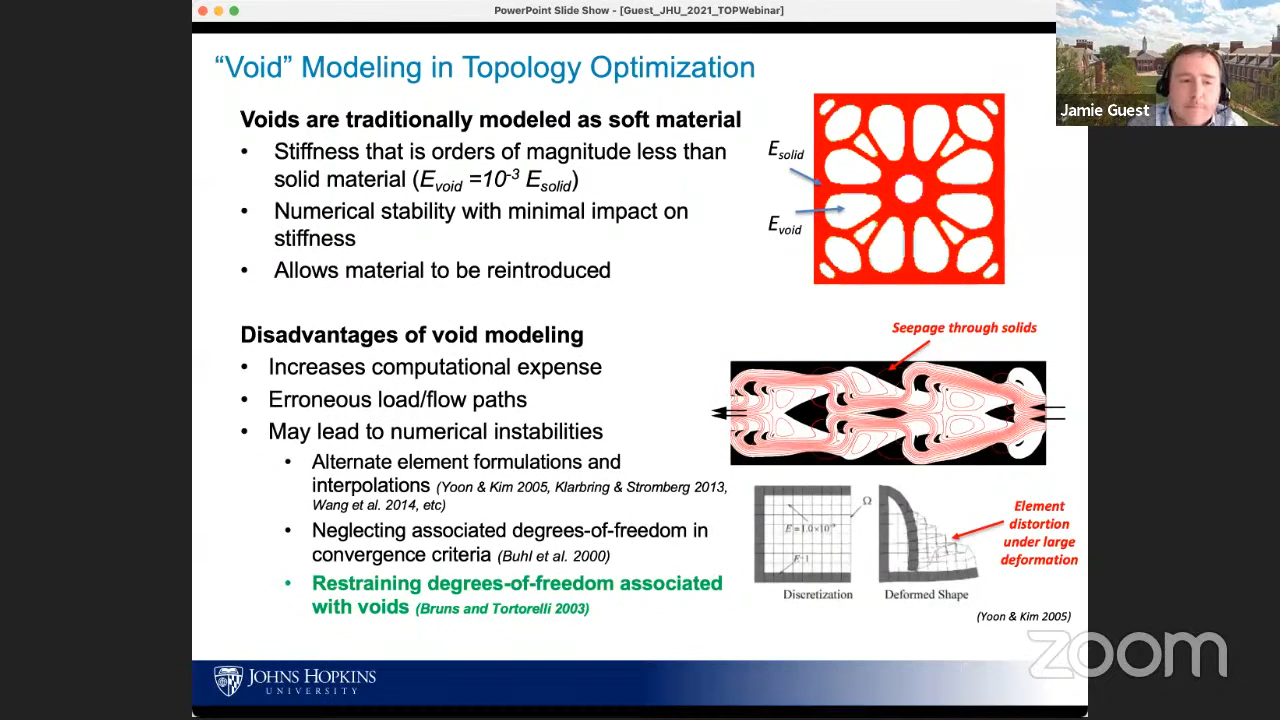 PowerPoint Slide Show - [Guest_JHU_2021_TOPWebinar]
"Void" Modeling in Topology Optimization
Jamie Guest
Voids are traditionally modeled as soft material
• Stiffness that is orders of magnitude less than
solid material (E_void =10^-3 E_solid)
• Numerical stability with minimal impact on
stiffness
• Allows material to be reintroduced
E_solid
E_void
Disadvantages of void modeling
• Increases computational expense
• Erroneous load/flow paths
• May lead to numerical instabilities
• Alternate element formulations and
interpolations (Yoon & Kim 2005, Klarbring & Stromberg 2013,
Wang et al. 2014, etc)
• Neglecting associated degrees-of-freedom in
convergence criteria (Buhl et al. 2000)
• Restraining degrees-of-freedom associated
with voids (Bruns and Tortorelli 2003)
Seepage through solids
Ω
E=1
Discretization
Deformed Shape
Element
distortion
under large
deformation
(Yoon & Kim 2005)
JOHNS HOPKINS
UNIVERSITY
zoom